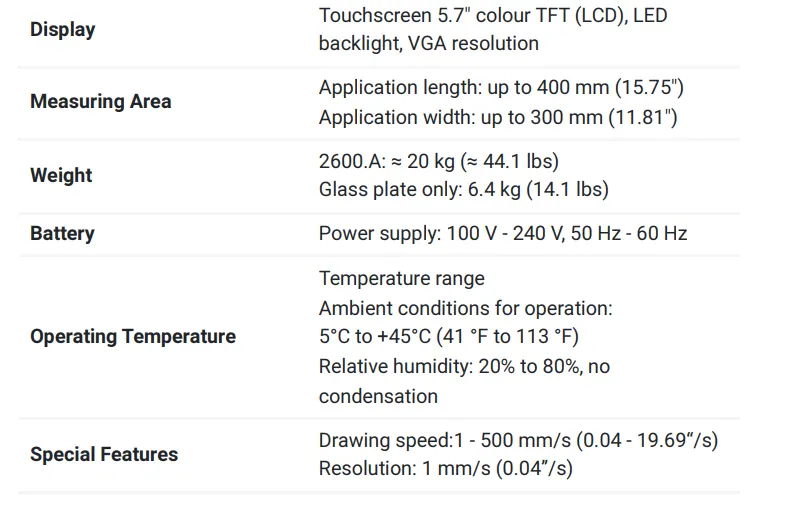 Display
Touchscreen 5.7" colour TFT (LCD), LED
backlight, VGA resolution
Measuring Area
Application length: up to 400 mm (15.75")
Application width: up to 300 mm (11.81")
Weight
2600.A: ≈ 20 kg (≈ 44.1 lbs)
Glass plate only: 6.4 kg (14.1 lbs)
Battery
Power supply: 100 V - 240 V, 50 Hz - 60 Hz
Operating Temperature
Temperature range
Ambient conditions for operation:
5°C to +45°C (41 °F to 113 °F)
Relative humidity: 20% to 80%, no
condensation
Special Features
Drawing speed:1 - 500 mm/s (0.04 - 19.69“/s)
Resolution: 1 mm/s (0.04”/s)